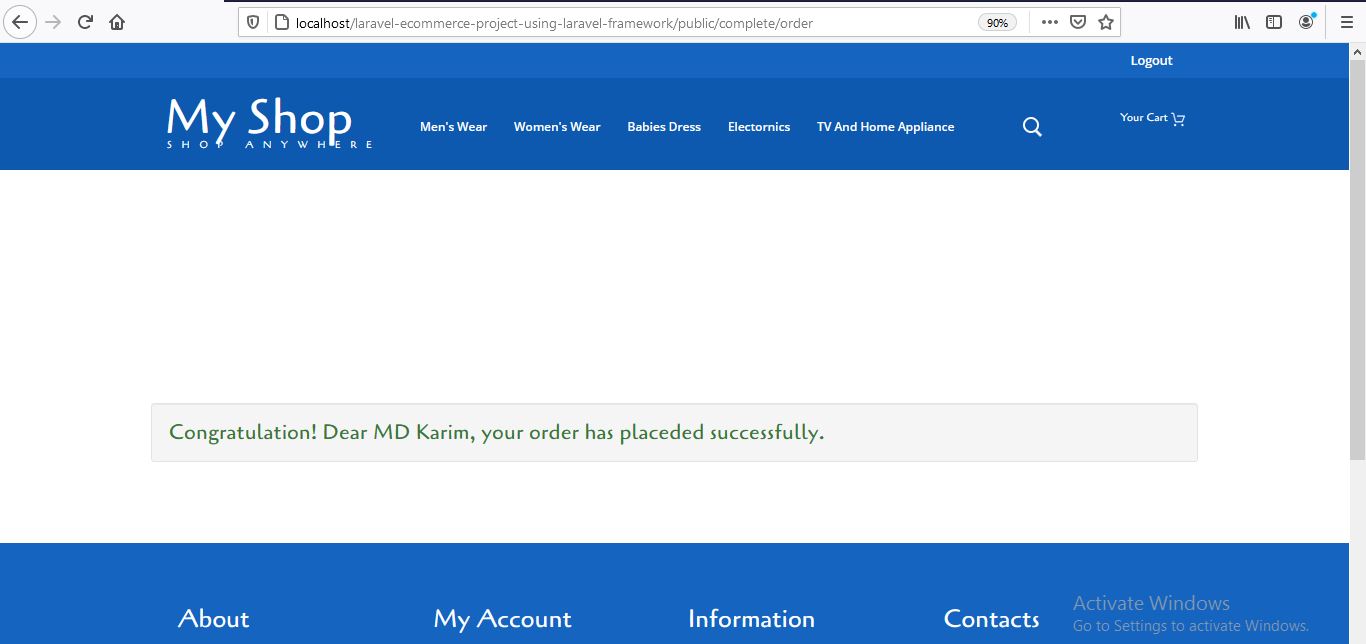 localhost/laravel-ecommerce-project-using-laravel-framework/public/complete/order
90%
Logout
My Shop
SHOP ANYWHERE
Men's Wear
Women's Wear
Babies Dress
Electornics
TV And Home Appliance
Your Cart
Congratulation! Dear MD Karim, your order has placeded successfully.
About
My Account
Information
Contacts
Activate Windows
Go to Settings to activate Windows.